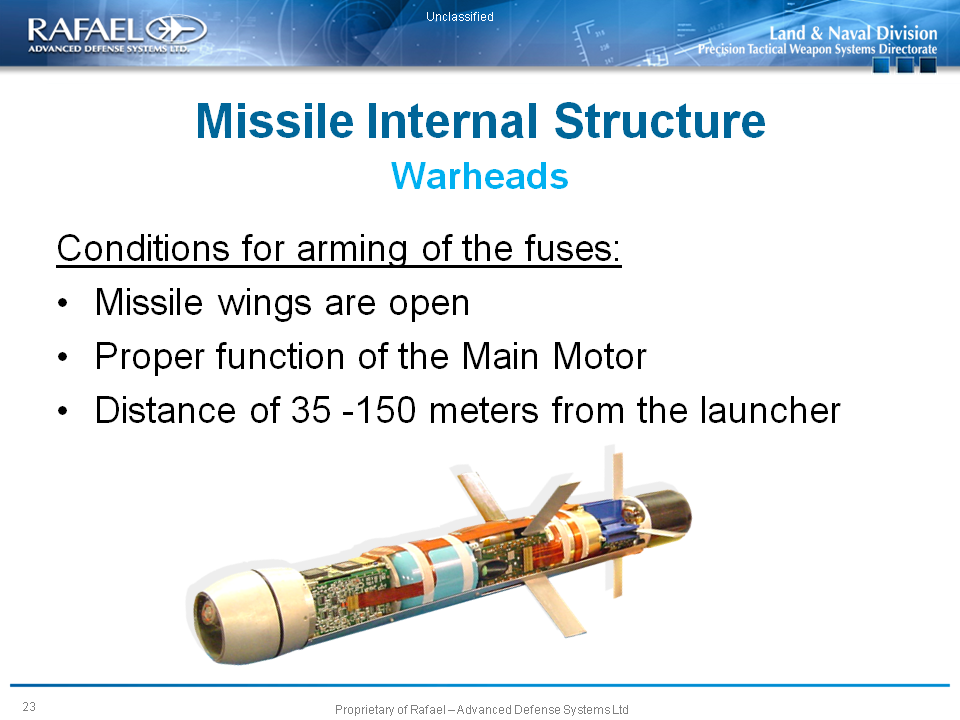 Unclassified
RAFAEL
ADVANCED DEFENSE SYSTEMS LTD.
Land & Naval Division
Precision Tactical Weapon Systems Directorate
Missile Internal Structure
Warheads
Conditions for arming of the fuses:
• Missile wings are open
• Proper function of the Main Motor
• Distance of 35 -150 meters from the launcher
23
Proprietary of Rafael – Advanced Defense Systems Ltd